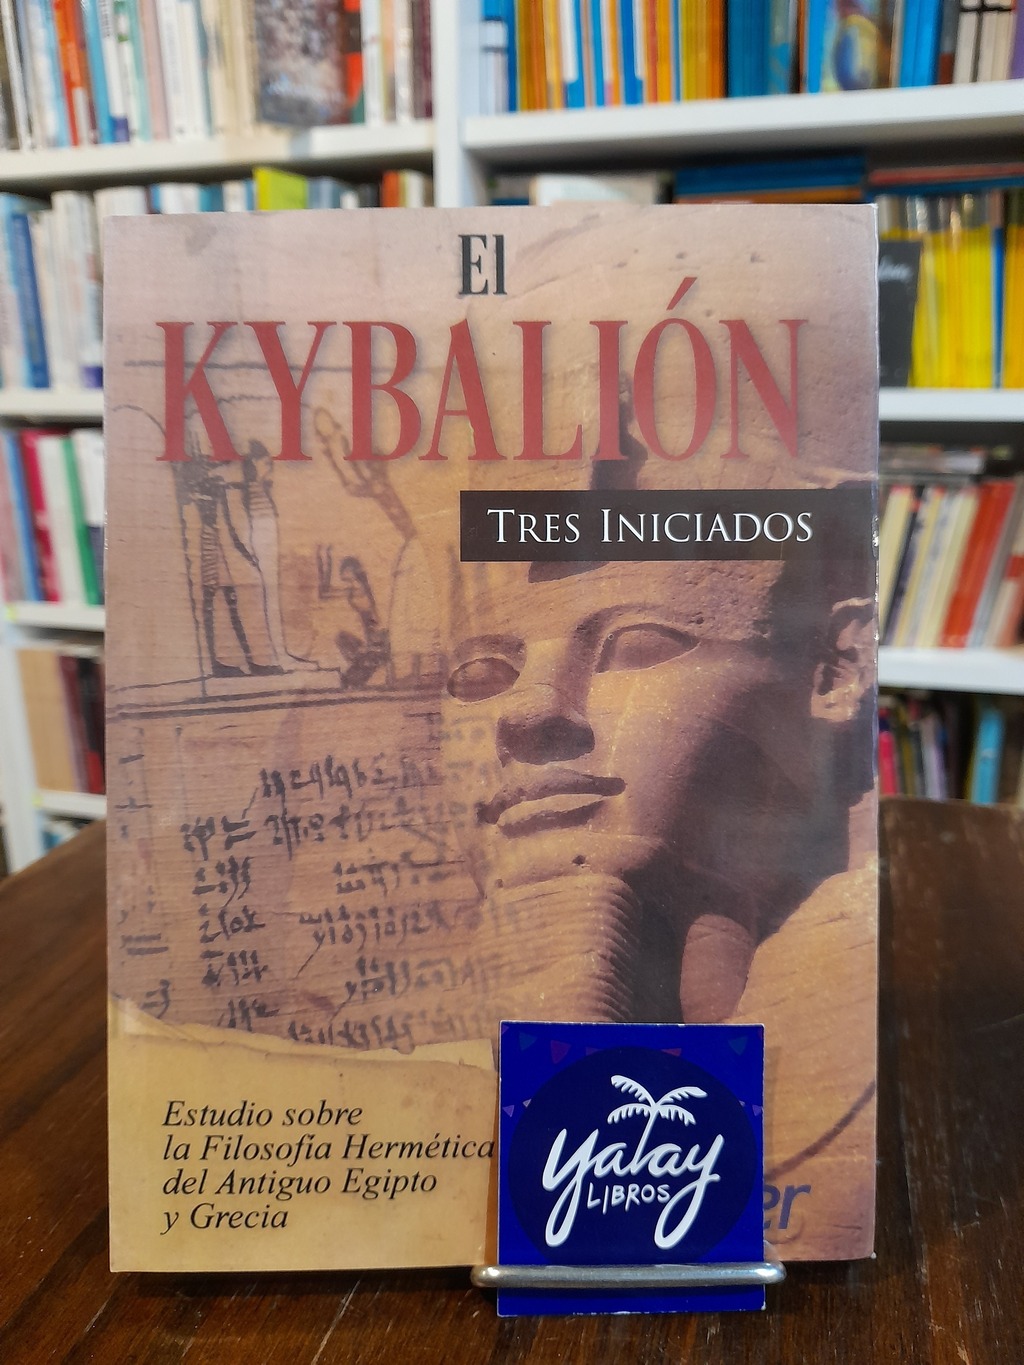 El
KYBALIÓN
TRES INICIADOS
Estudio sobre
la Filosofía Hermética
del Antiguo Egipto
y Grecia
yalay
LIBROS